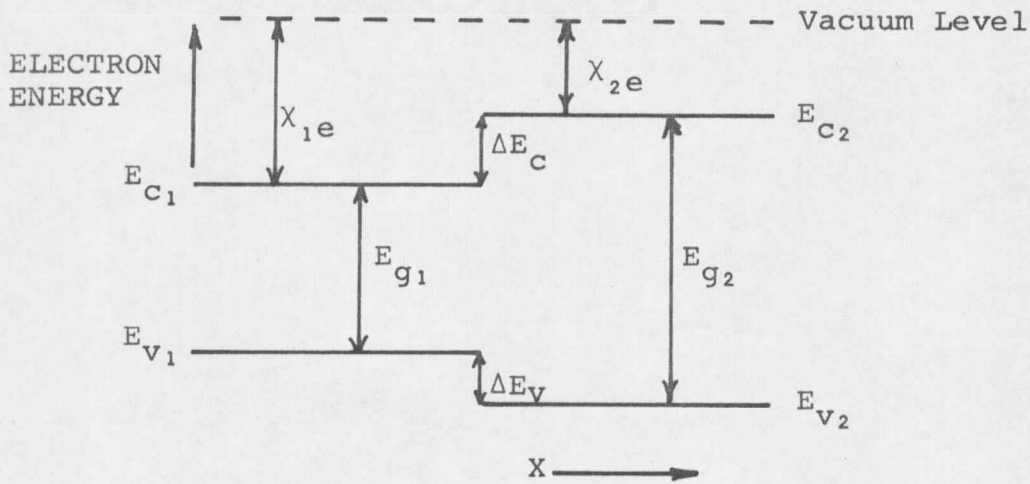 Vacuum Level
ELECTRON
ENERGY
χ₁e
χ₂e
E_c₂
ΔE_c
E_c₁
E_g₁
E_g₂
E_v₁
ΔE_v
E_v₂
X